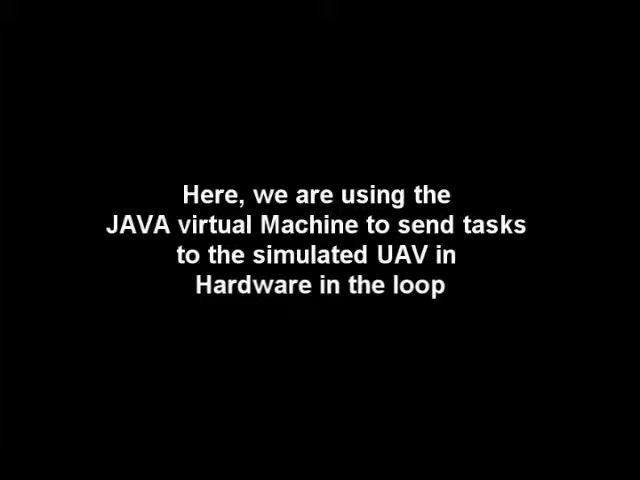 Here, we are using the
JAVA virtual Machine to send tasks
to the simulated UAV in
Hardware in the loop